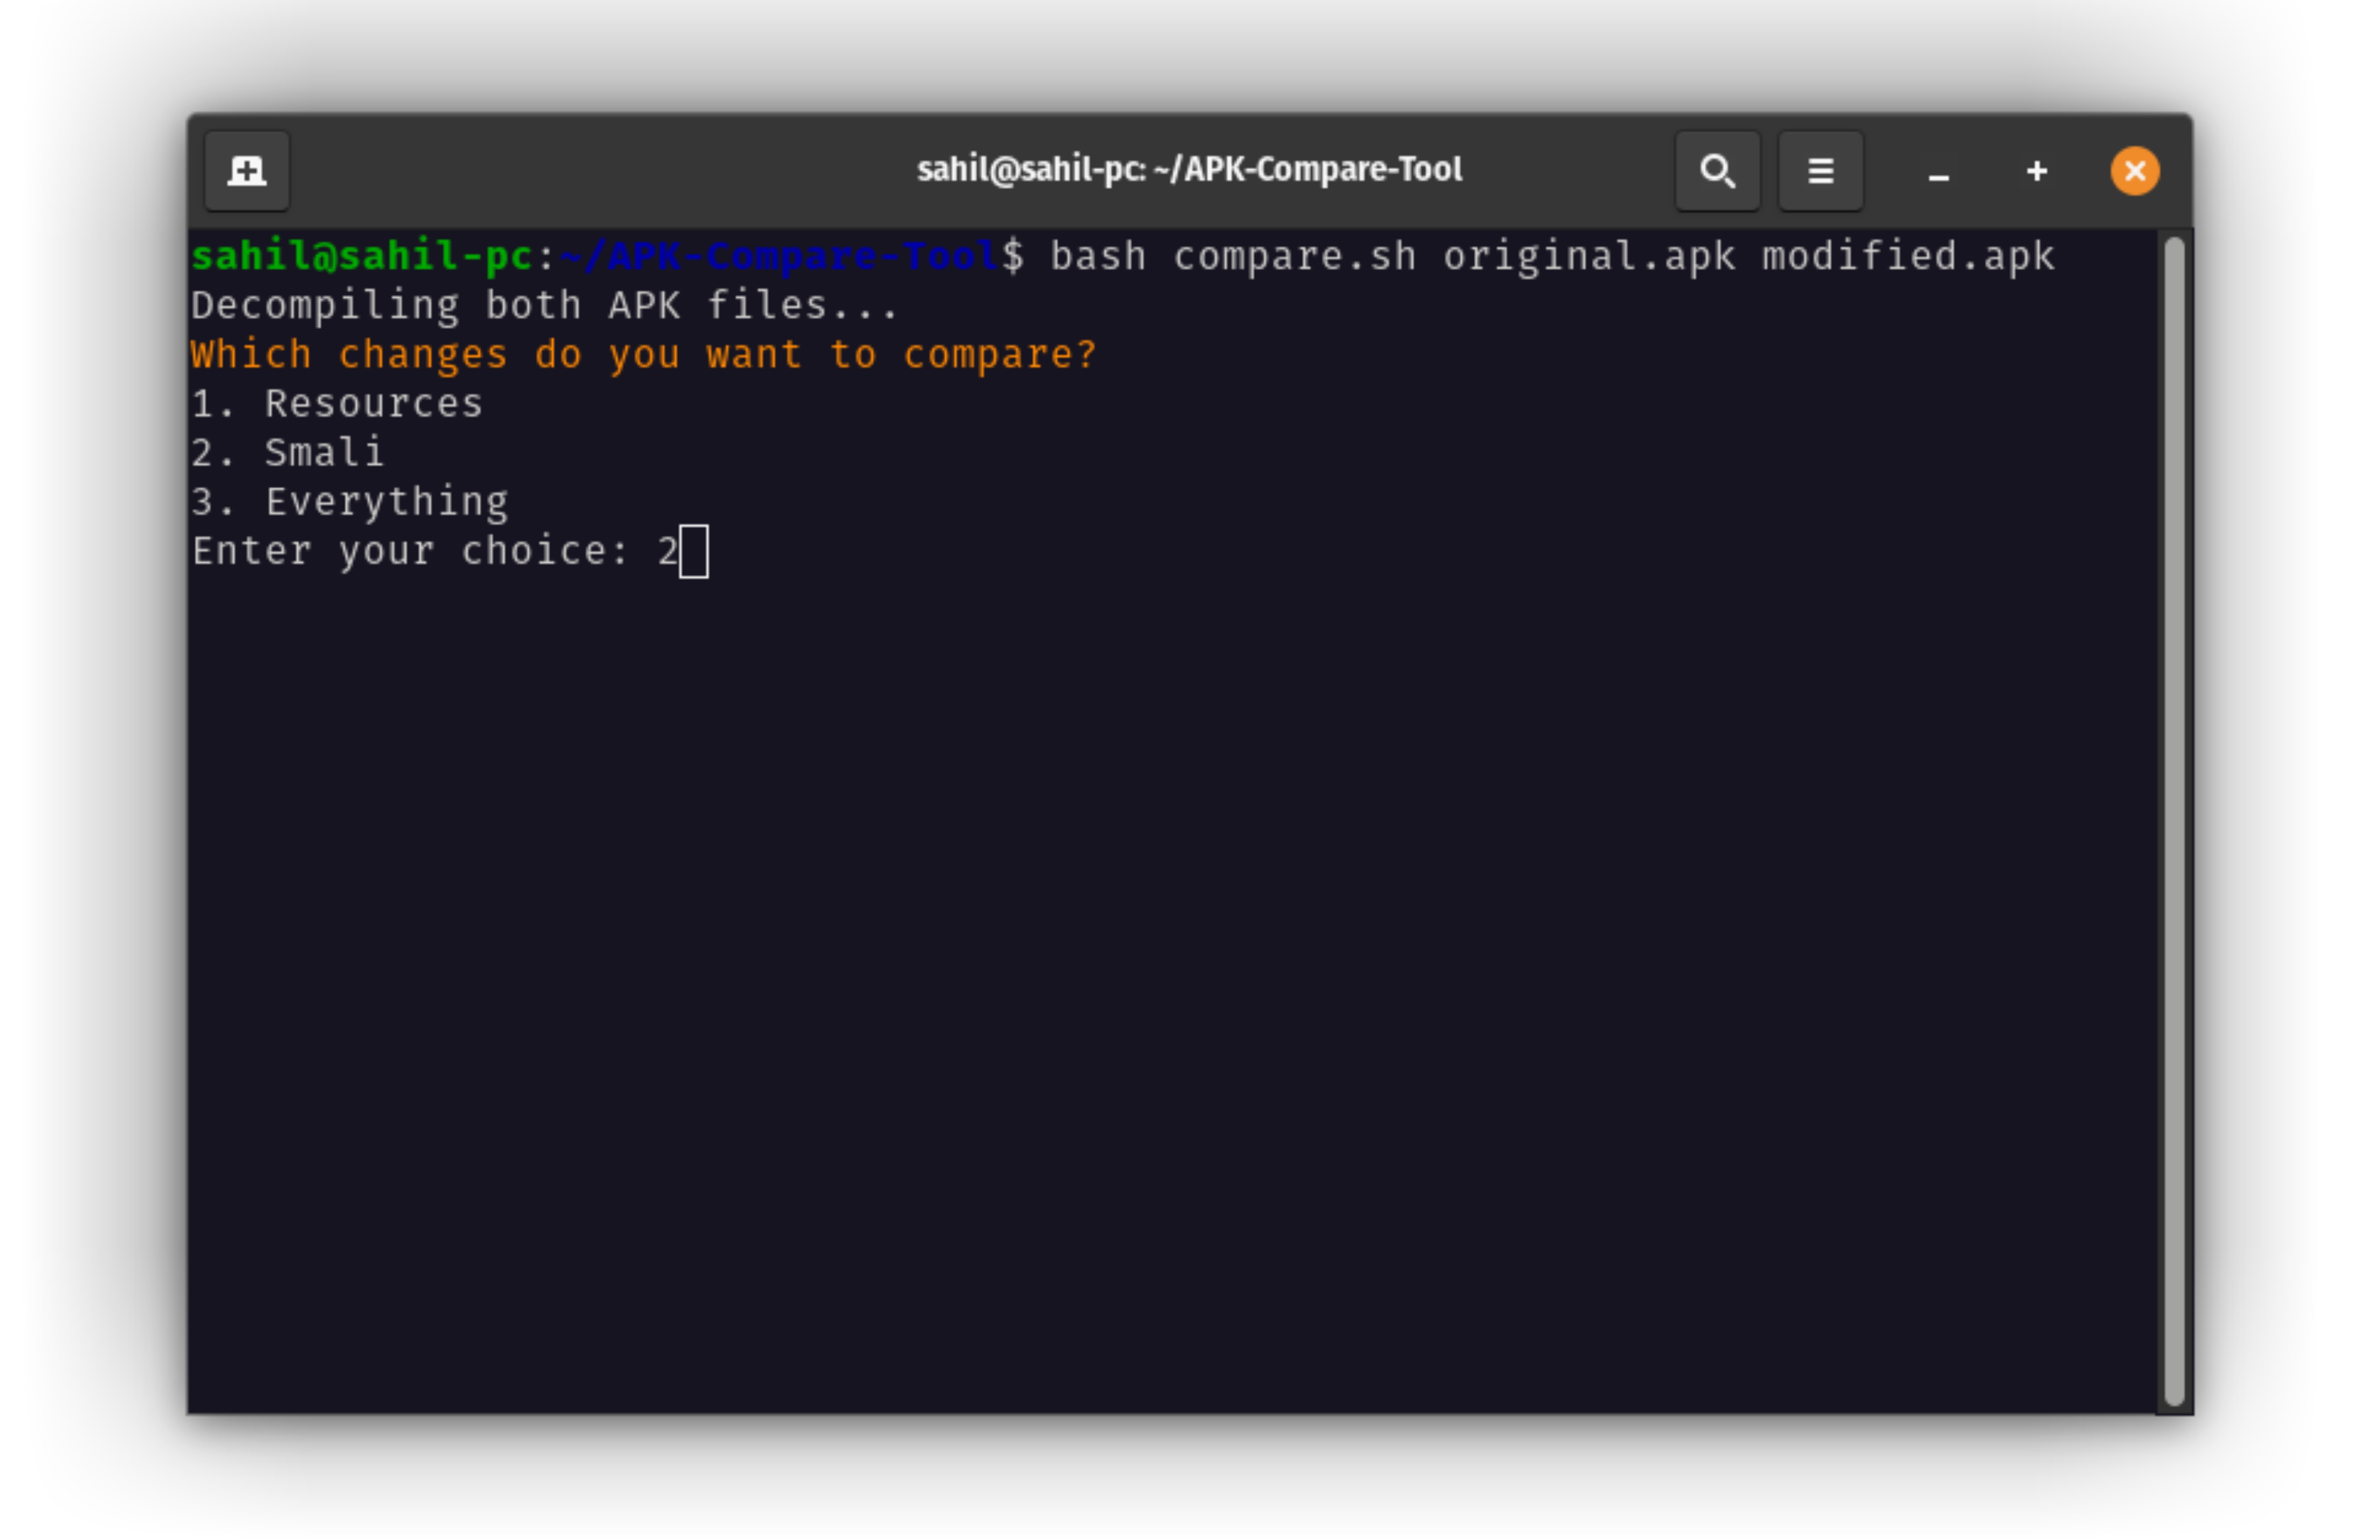 sahil@sahil-pc: ~/APK-Compare-Tool
sahil@sahil-pc:~/APK-Compare-Tool$ bash compare.sh original.apk modified.apk
Decompiling both APK files...
Which changes do you want to compare?
1. Resources
2. Smali
3. Everything
Enter your choice: 2